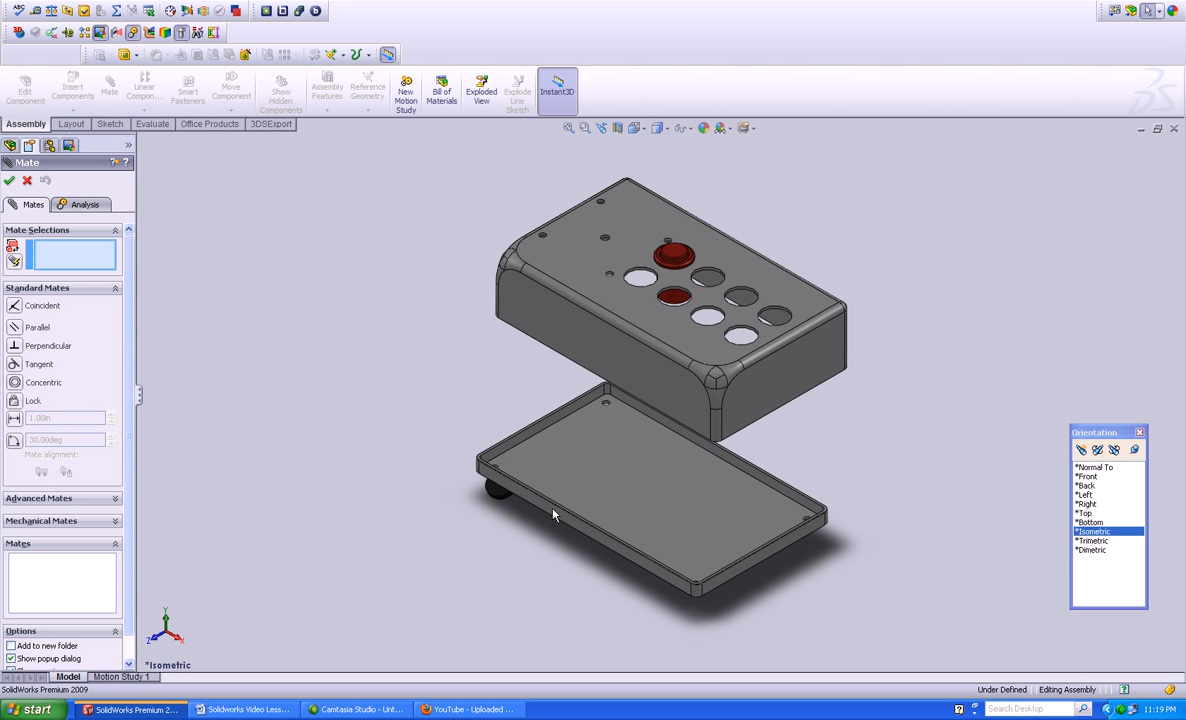 Edit Component
Insert Components
Mate
Linear Compon...
Smart Fasteners
Move Component
Show Hidden Components
Assembly Features
Reference Geometry
New Motion Study
Bill of Materials
Exploded View
Explode Line Sketch
Instant3D
Assembly
Layout
Sketch
Evaluate
Office Products
3DSExport
Mate
Mates
Analysis
Mate Selections
Standard Mates
Coincident
Parallel
Perpendicular
Tangent
Concentric
Lock
1.00in
30.00deg
Mate alignment:
Advanced Mates
Mechanical Mates
Mates
Options
Add to new folder
Show popup dialog
Y
Z
X
*Isometric
Orientation
*Normal To
*Front
*Back
*Left
*Right
*Top
*Bottom
*Isometric
*Trimetric
*Dimetric
Model
Motion Study 1
SolidWorks Premium 2009
Under Defined
Editing Assembly
start
SolidWorks Premium 2...
Solidworks Video Less...
Camtasia Studio - Unt...
YouTube - Uploaded ...
Search Desktop
11:19 PM